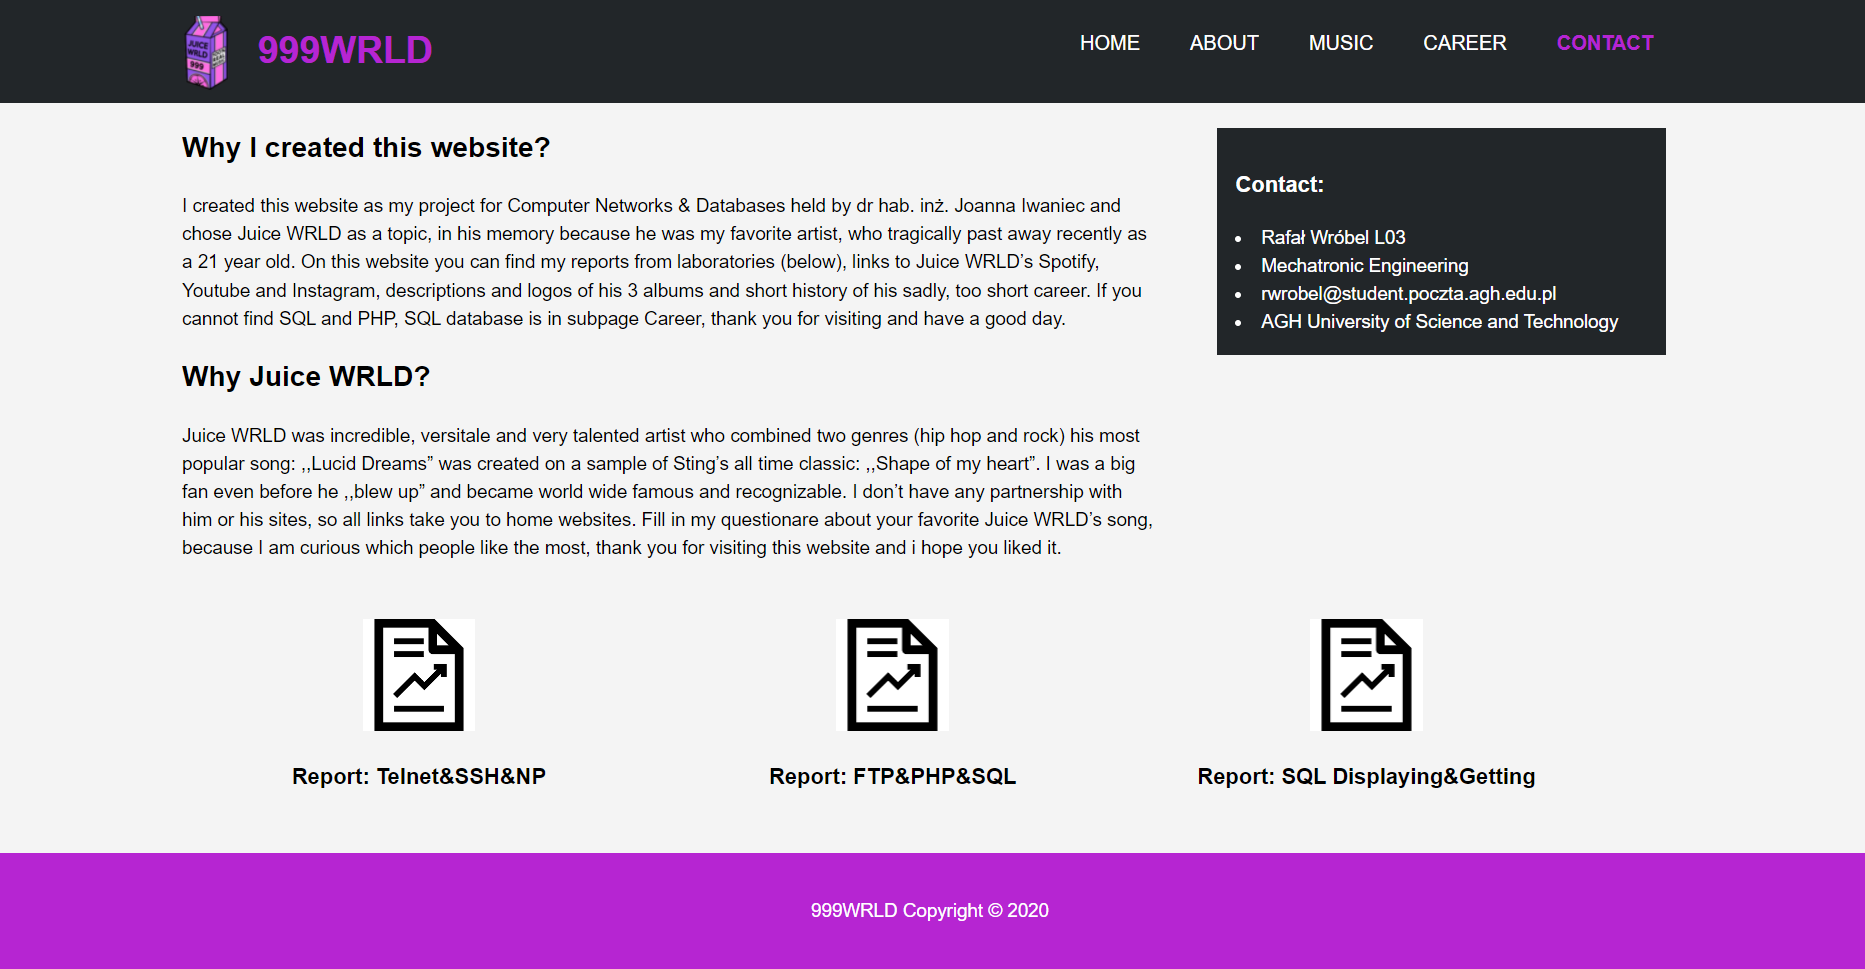 JUICE
WRLD
999
999WRLD
HOME ABOUT MUSIC CAREER CONTACT
Why I created this website?
I created this website as my project for Computer Networks & Databases held by dr hab. inż. Joanna Iwaniec and
chose Juice WRLD as a topic, in his memory because he was my favorite artist, who tragically past away recently as
a 21 year old. On this website you can find my reports from laboratories (below), links to Juice WRLD’s Spotify,
Youtube and Instagram, descriptions and logos of his 3 albums and short history of his sadly, too short career. If you
cannot find SQL and PHP, SQL database is in subpage Career, thank you for visiting and have a good day.
Why Juice WRLD?
Juice WRLD was incredible, versitale and very talented artist who combined two genres (hip hop and rock) his most
popular song: ,,Lucid Dreams” was created on a sample of Sting’s all time classic: ,,Shape of my heart”. I was a big
fan even before he ,,blew up” and became world wide famous and recognizable. I don’t have any partnership with
him or his sites, so all links take you to home websites. Fill in my questionare about your favorite Juice WRLD’s song,
because I am curious which people like the most, thank you for visiting this website and i hope you liked it.
Contact:
Rafał Wróbel L03
Mechatronic Engineering
rwrobel@student.poczta.agh.edu.pl
AGH University of Science and Technology
Report: Telnet&SSH&NP
Report: FTP&PHP&SQL
Report: SQL Displaying&Getting
999WRLD Copyright © 2020